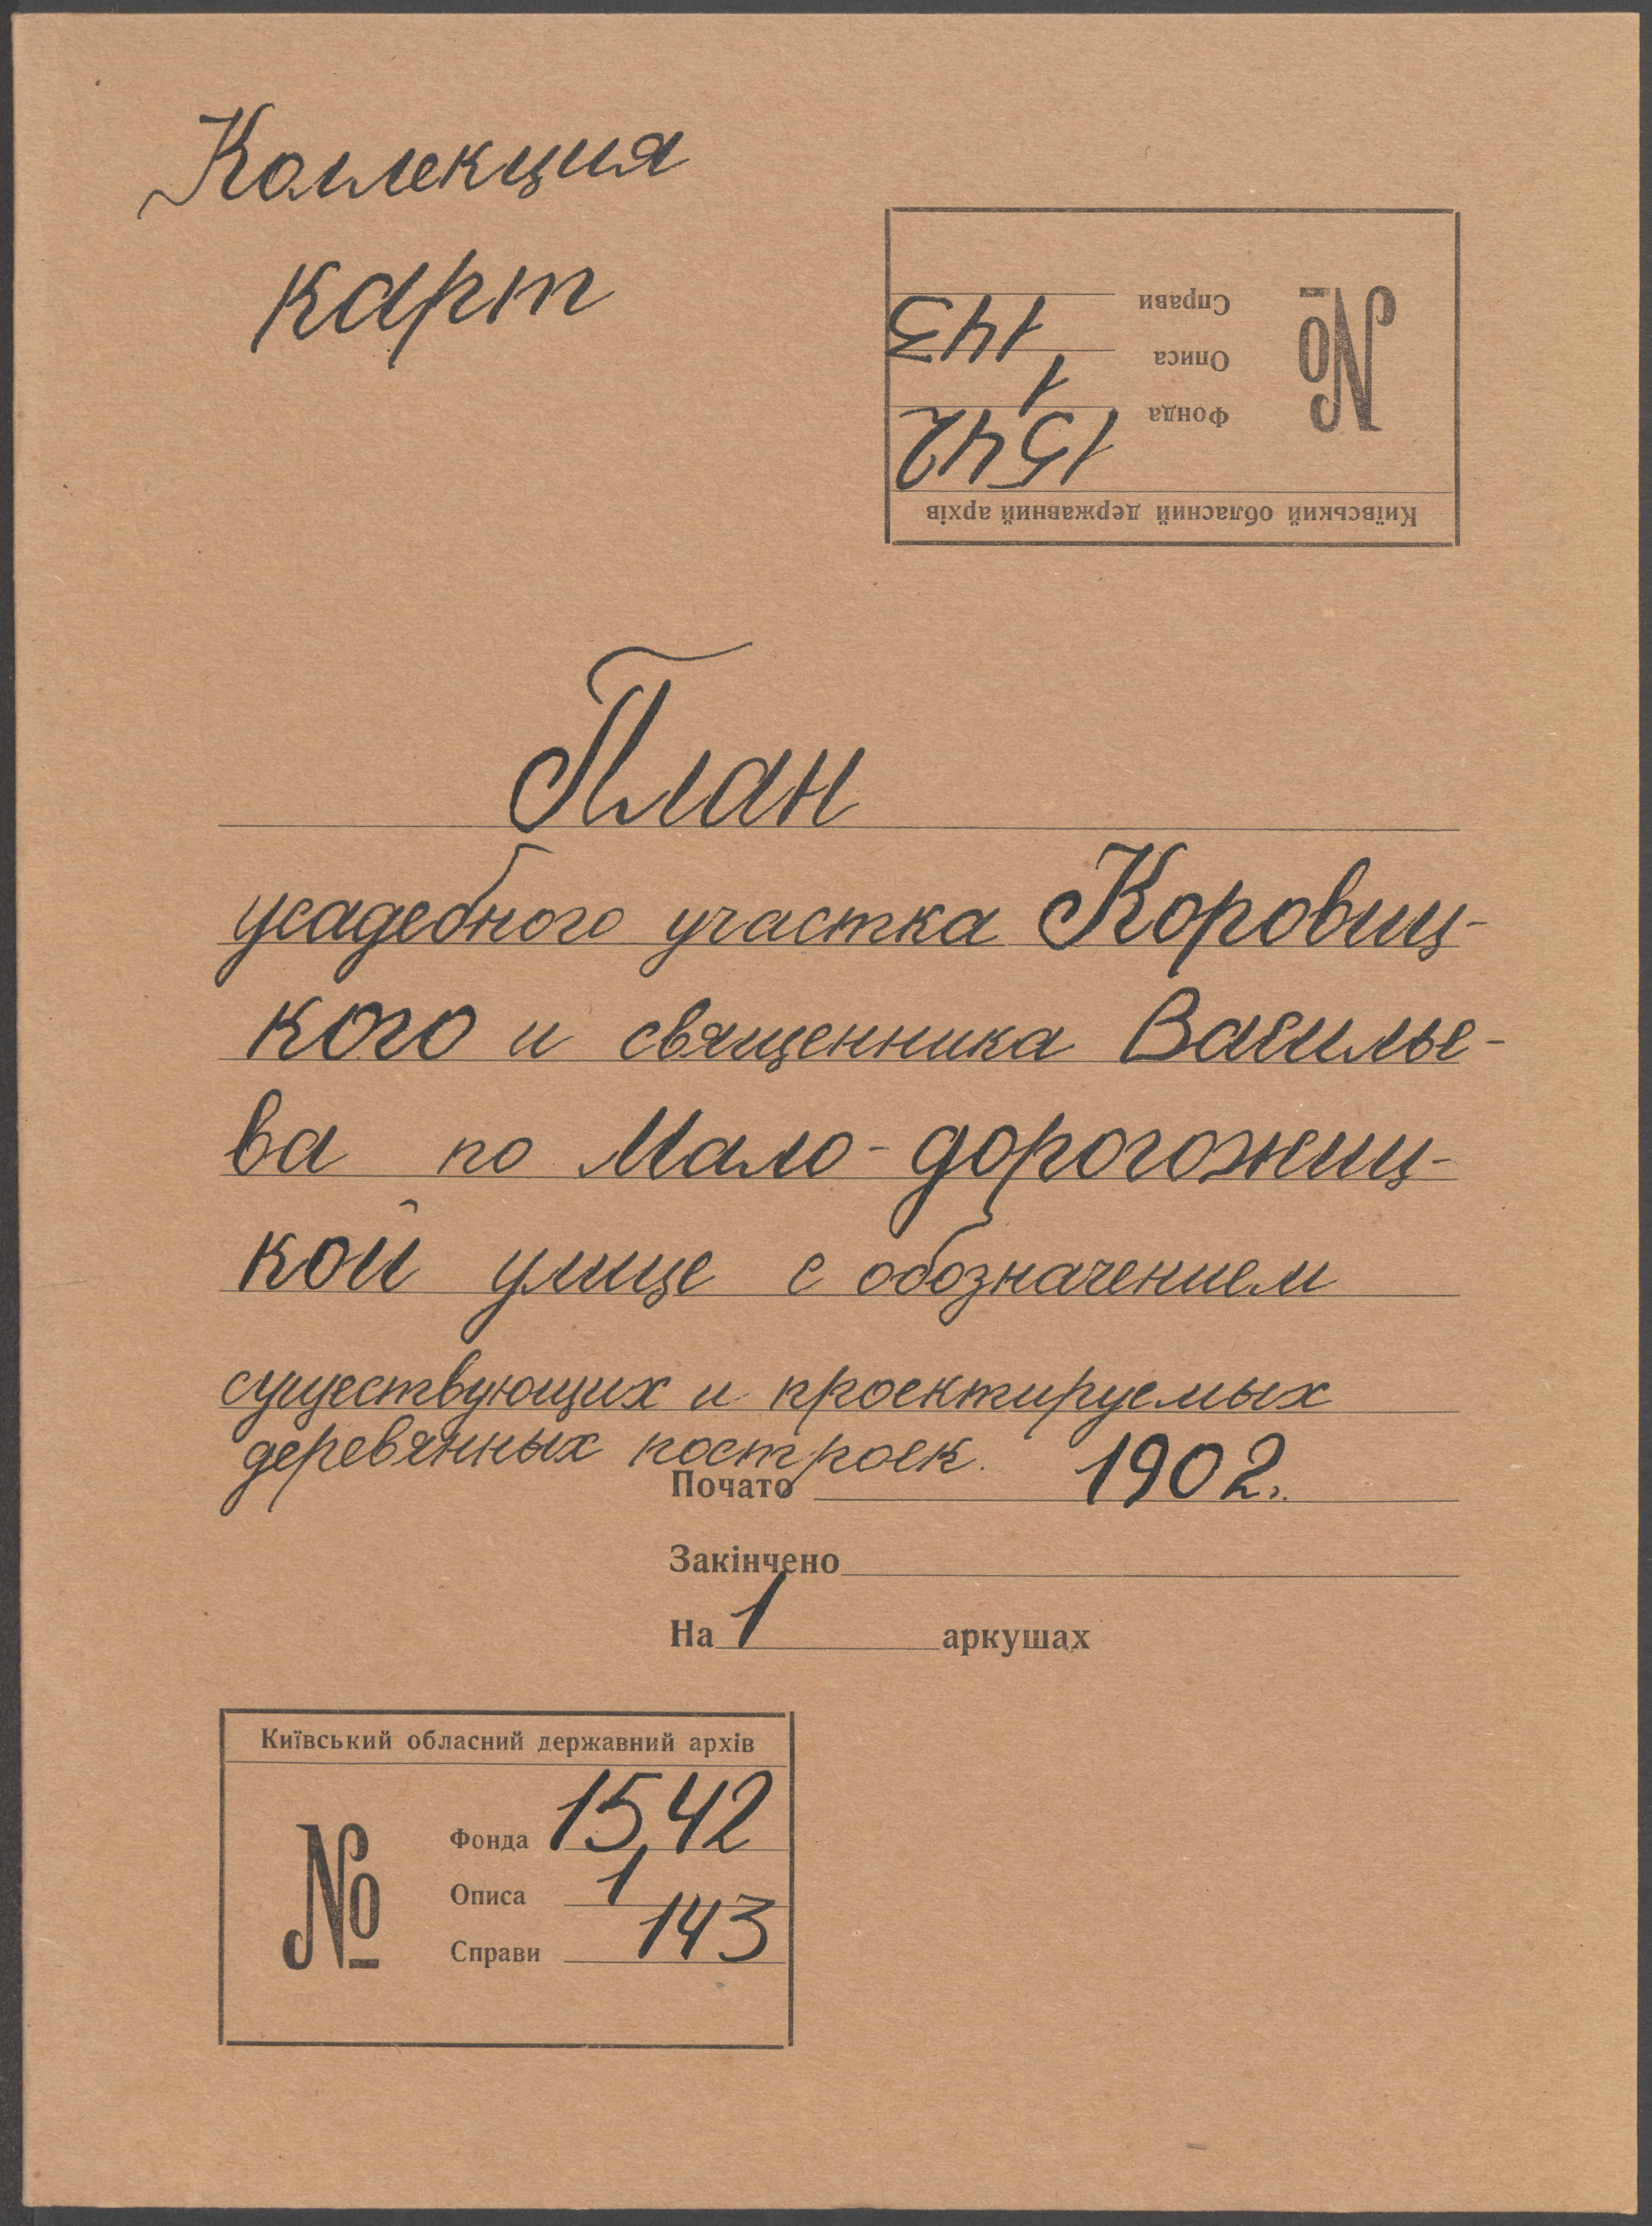 Коллекция
карт
Київський обласний державний архів
№
Фонда 1542
Описа 1
Справи 143
План
усадебного участка Коровиц-
кого и священника Василье-
ва по Мало-дорогожиц-
кой улице с обозначением
существующих и проектируемых
деревянных построек.
Почато 1902.
Закінчено
На 1 аркушах
Київський обласний державний архів
№
Фонда 1542
Описа 1
Справи 143